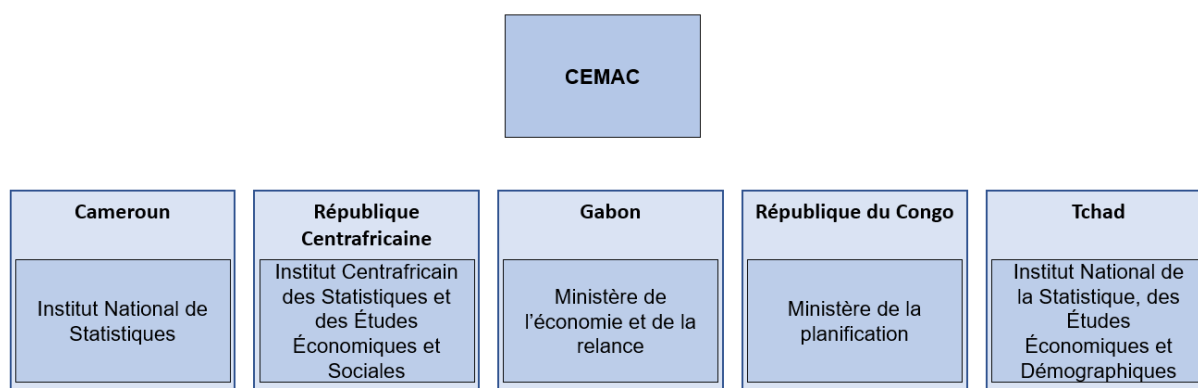 CEMAC
Cameroun
Institut National de
Statistiques
République
Centrafricaine
Institut Centrafricain
des Statistiques et
des Études
Économiques et
Sociales
Gabon
Ministère de
l’économie et de la
relance
République du Congo
Ministère de la
planification
Tchad
Institut National de
la Statistique, des
Études
Économiques et
Démographiques